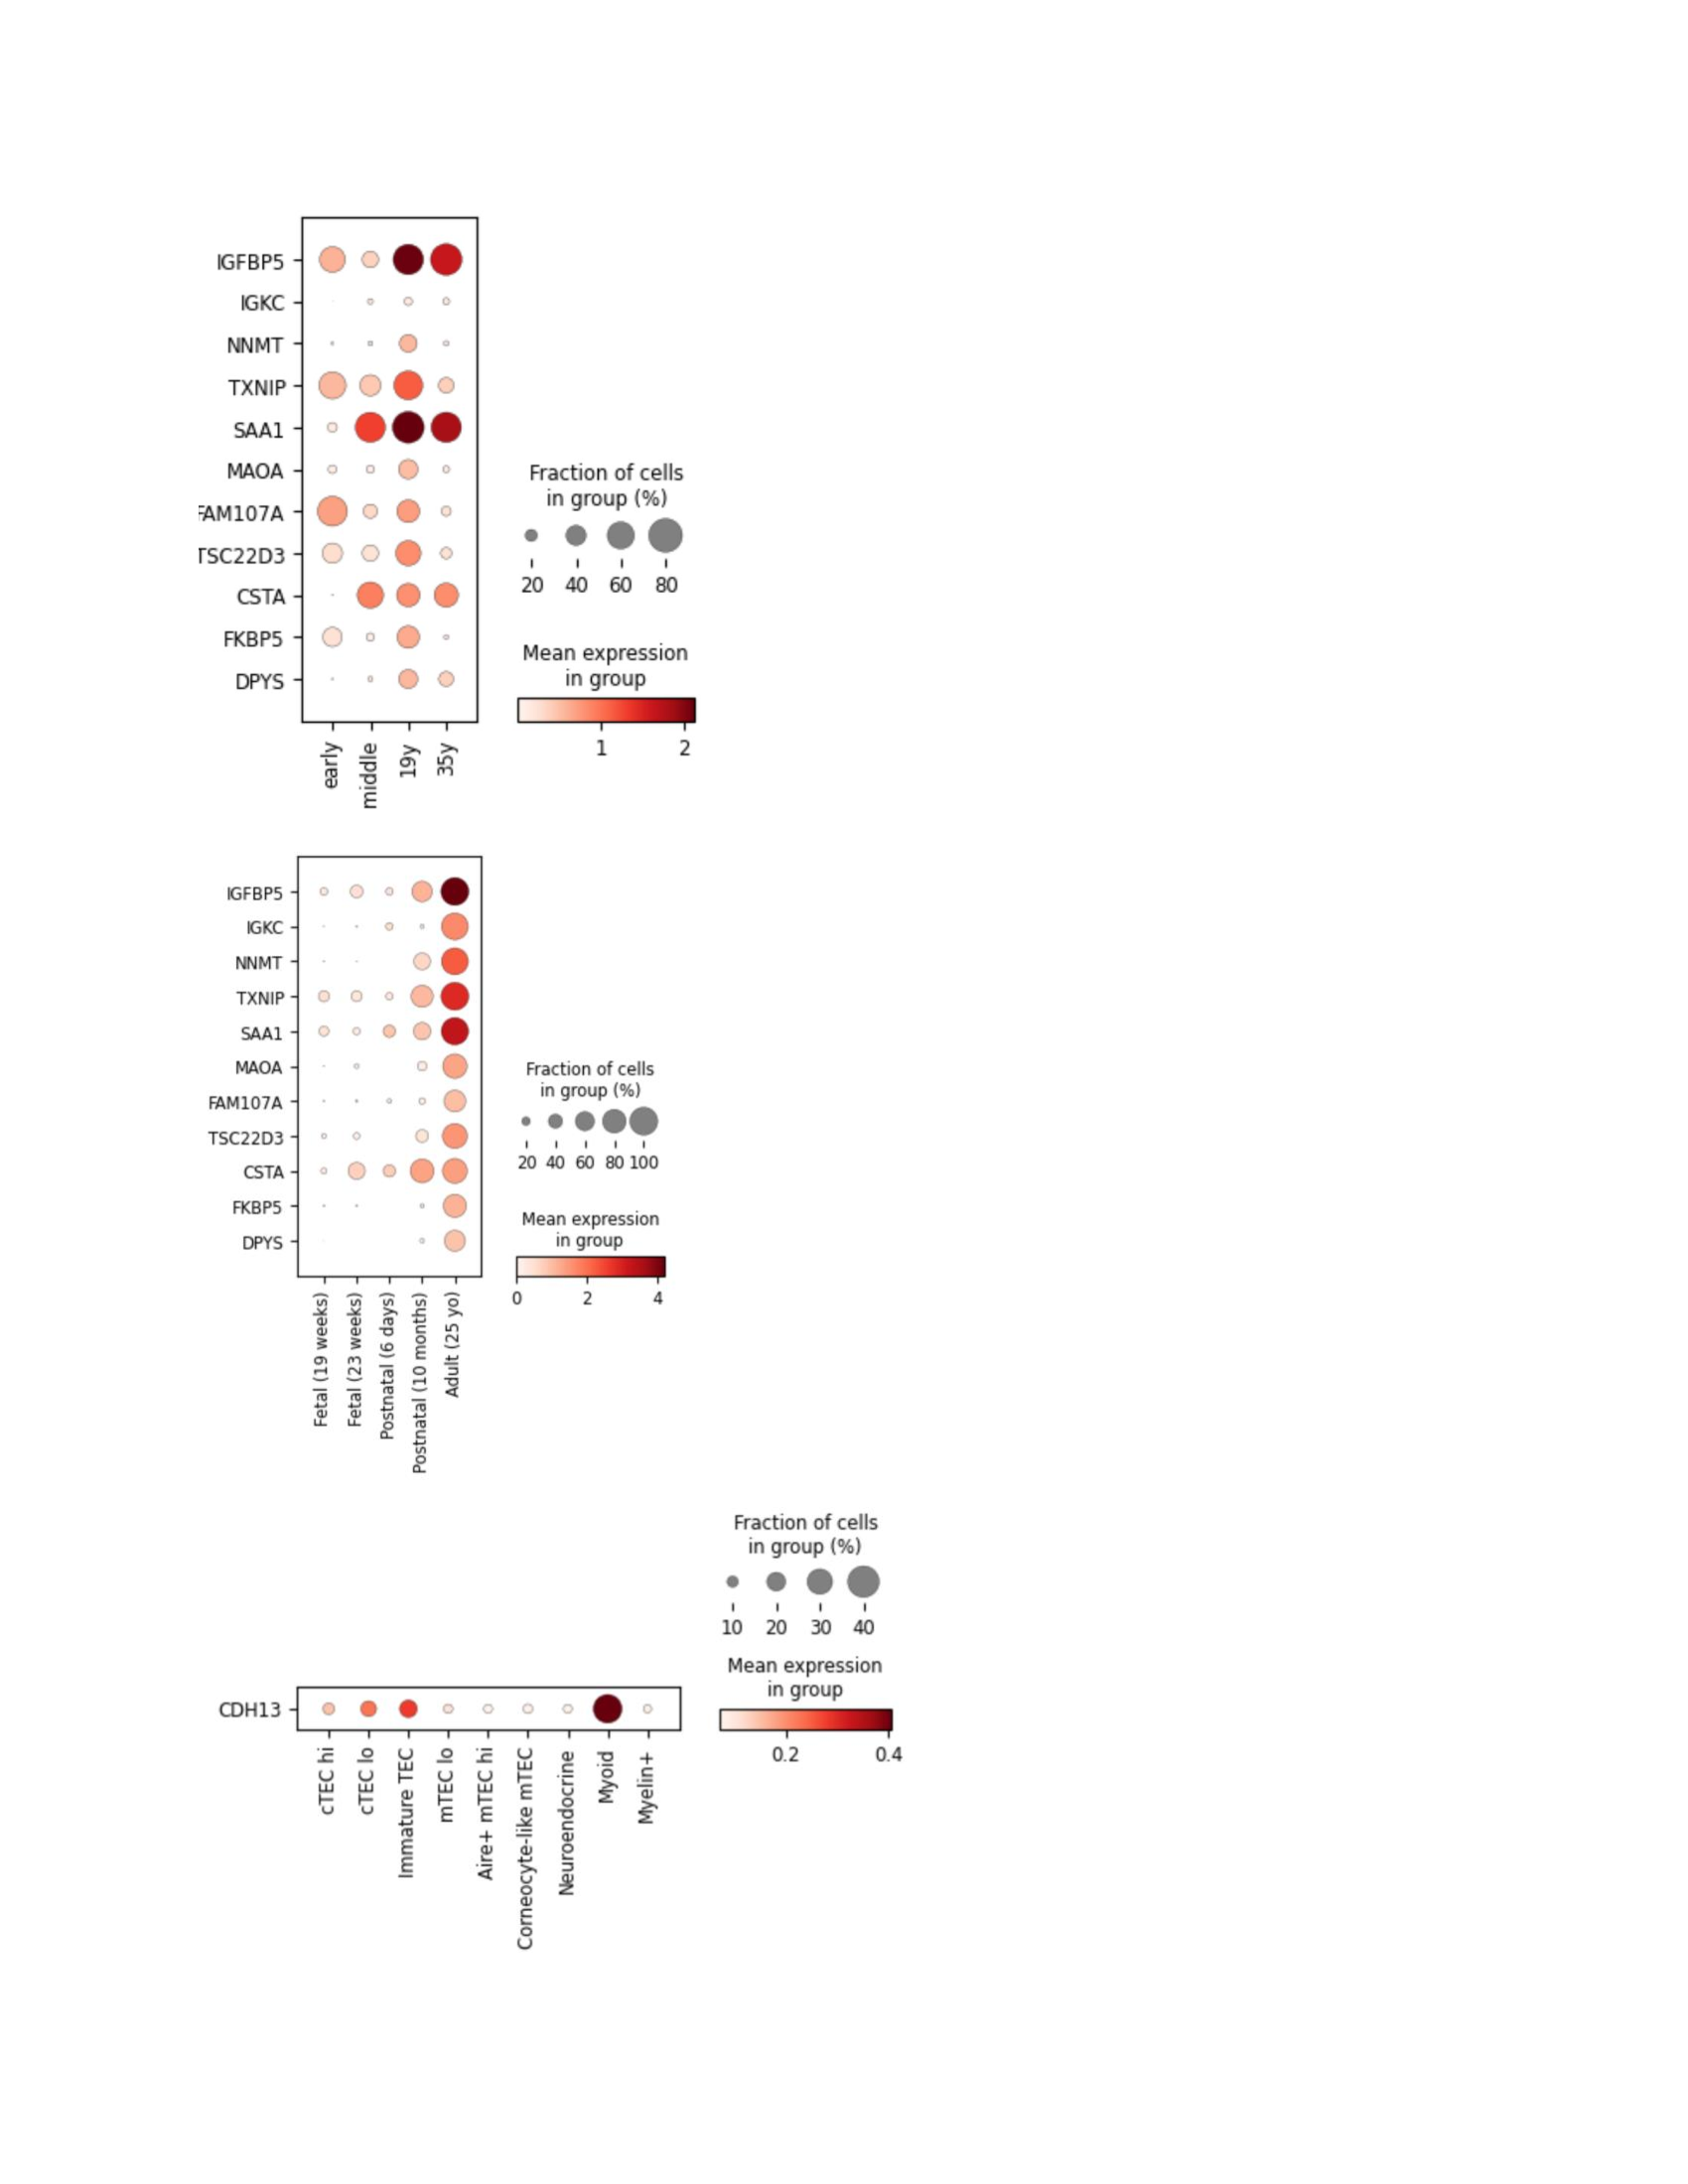 IGFBP5
IGKC
NNMT
TXNIP
SAA1
MAOA
FAM107A
TSC22D3
CSTA
FKBP5
DPYS
early
middle
19y
35y
Fraction of cells
in group (%)
20 40 60 80
Mean expression
in group
1 2
IGFBP5
IGKC
NNMT
TXNIP
SAA1
MAOA
FAM107A
TSC22D3
CSTA
FKBP5
DPYS
Fetal (19 weeks)
Fetal (23 weeks)
Postnatal (6 days)
Postnatal (10 months)
Adult (25 yo)
Fraction of cells
in group (%)
20 40 60 80 100
Mean expression
in group
0 2 4
Fraction of cells
in group (%)
10 20 30 40
Mean expression
in group
0.2 0.4
CDH13
cTEC hi
cTEC lo
Immature TEC
mTEC lo
Aire+ mTEC hi
Corneocyte-like mTEC
Neuroendocrine
Myoid
Myelin+